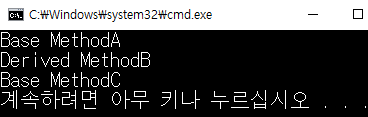 C:₩Windows₩system32₩cmd.exe
Base MethodA
Derived MethodB
Base MethodC
계속하려면 아무 키나 누르십시오 . . .